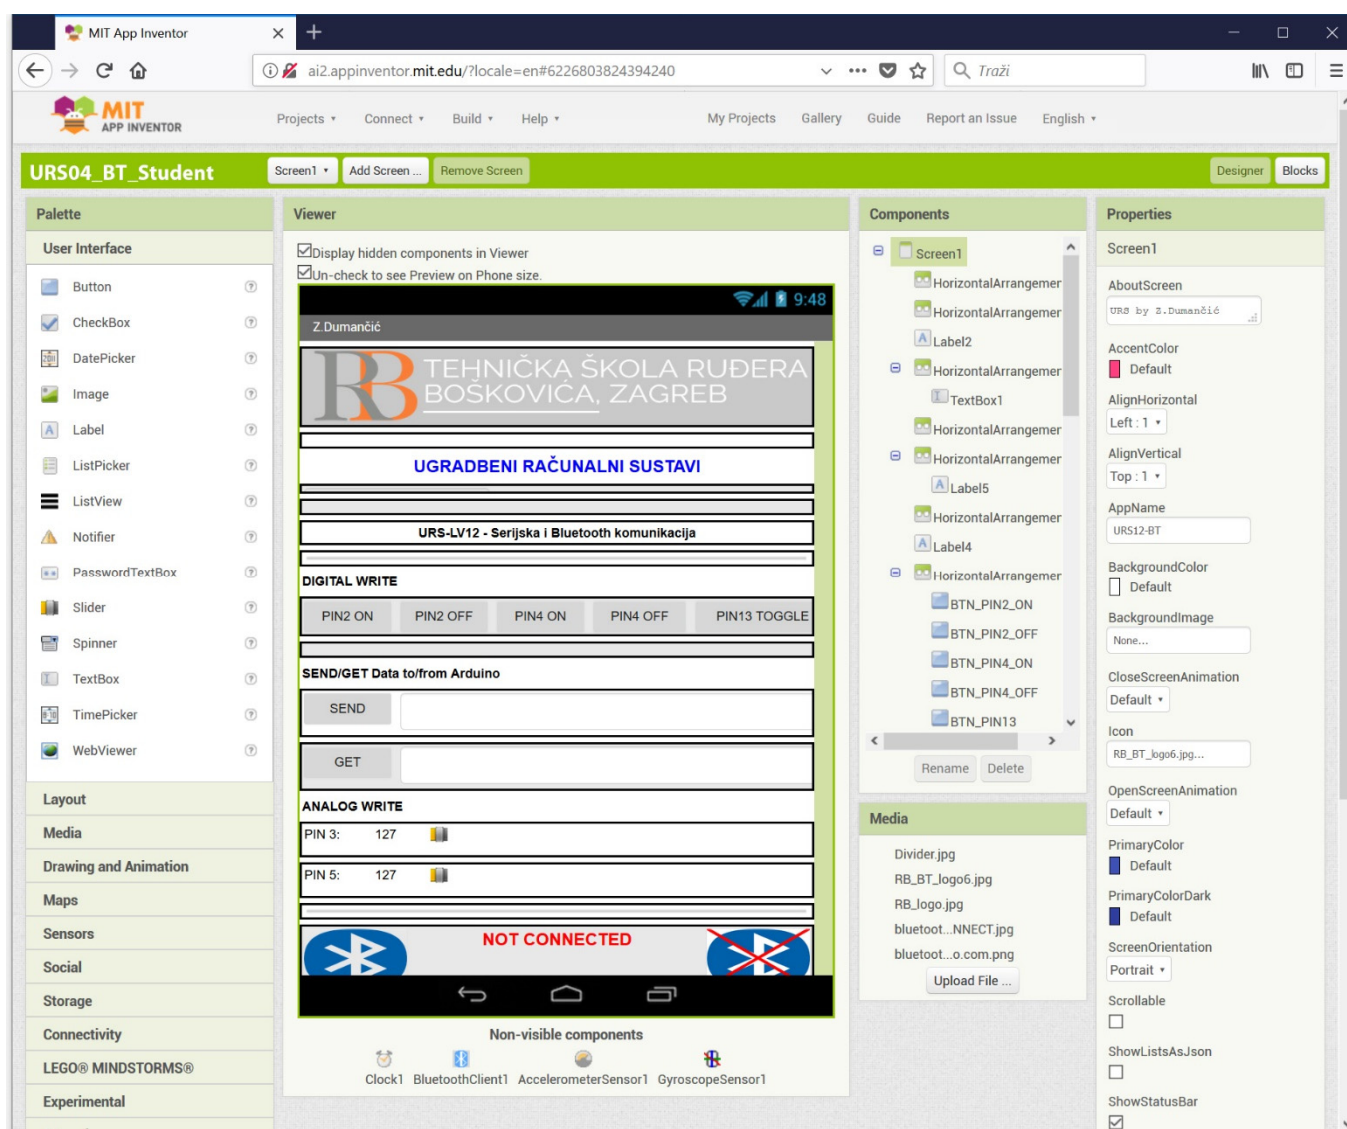 MIT App Inventor
ai2.appinventor.mit.edu/?locale=en#6226803824394240
Traži
MIT
APP INVENTOR
Projects
Connect
Build
Help
My Projects
Gallery
Guide
Report an Issue
English
URS04_BT_Student
Screen1
Add Screen ...
Remove Screen
Designer
Blocks
Palette
User Interface
Button
CheckBox
DatePicker
Image
Label
ListPicker
ListView
Notifier
PasswordTextBox
Slider
Spinner
TextBox
TimePicker
WebViewer
Layout
Media
Drawing and Animation
Maps
Sensors
Social
Storage
Connectivity
LEGO® MINDSTORMS®
Experimental
Viewer
Display hidden components in Viewer
Un-check to see Preview on Phone size.
9:48
Z.Dumančić
RB
TEHNIČKA ŠKOLA RUĐERA
BOŠKOVIĆA, ZAGREB
UGRADBENI RAČUNALNI SUSTAVI
URS-LV12 - Serijska i Bluetooth komunikacija
DIGITAL WRITE
PIN2 ON
PIN2 OFF
PIN4 ON
PIN4 OFF
PIN13 TOGGLE
SEND/GET Data to/from Arduino
SEND
GET
ANALOG WRITE
PIN 3: 127
PIN 5: 127
NOT CONNECTED
Non-visible components
Clock1
BluetoothClient1
AccelerometerSensor1
GyroscopeSensor1
Components
Screen1
HorizontalArrangemer
HorizontalArrangemer
Label2
HorizontalArrangemer
TextBox1
HorizontalArrangemer
HorizontalArrangemer
Label5
HorizontalArrangemer
Label4
HorizontalArrangemer
BTN_PIN2_ON
BTN_PIN2_OFF
BTN_PIN4_ON
BTN_PIN4_OFF
BTN_PIN13
Rename
Delete
Media
Divider.jpg
RB_BT_logo6.jpg
RB_logo.jpg
bluetoot...NNECT.jpg
bluetoot...o.com.png
Upload File ...
Properties
Screen1
AboutScreen
URS by Z.Dumančić
AccentColor
Default
AlignHorizontal
Left : 1
AlignVertical
Top : 1
AppName
URS12-BT
BackgroundColor
Default
BackgroundImage
None...
CloseScreenAnimation
Default
Icon
RB_BT_logo6.jpg...
OpenScreenAnimation
Default
PrimaryColor
Default
PrimaryColorDark
Default
ScreenOrientation
Portrait
Scrollable
ShowListsAsJson
ShowStatusBar